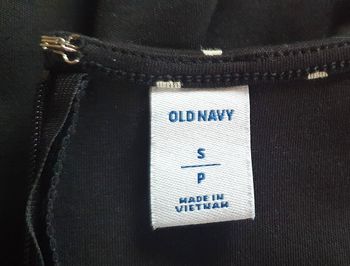 OLD NAVY
S
P
MADE IN
VIETNAM